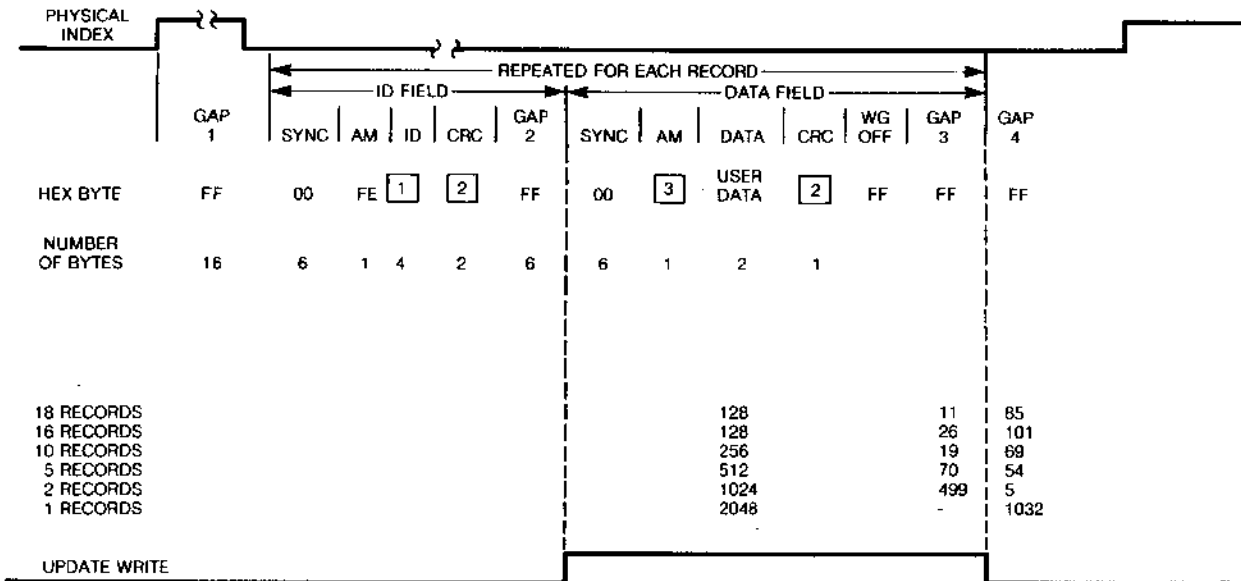 PHYSICAL
INDEX
REPEATED FOR EACH RECORD
ID FIELD DATA FIELD
GAP 1 SYNC AM ID CRC GAP 2 SYNC AM DATA CRC WG OFF GAP 3 GAP 4
HEX BYTE FF 00 FE 1 2 FF 00 3 USER DATA 2 FF FF FF
NUMBER
OF BYTES 16 6 1 4 2 6 6 1 2 1
18 RECORDS 128 11 85
16 RECORDS 128 26 101
10 RECORDS 256 19 69
5 RECORDS 512 70 54
2 RECORDS 1024 499 5
1 RECORDS 2048 - 1032
UPDATE WRITE